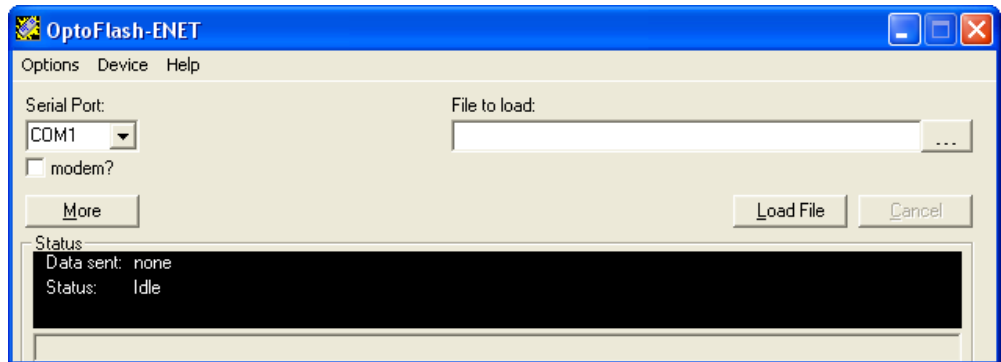 OptoFlash-ENET
Options Device Help
Serial Port: File to load:
COM1 ...
modem?
More Load File Cancel
Status
Data sent: none
Status: Idle